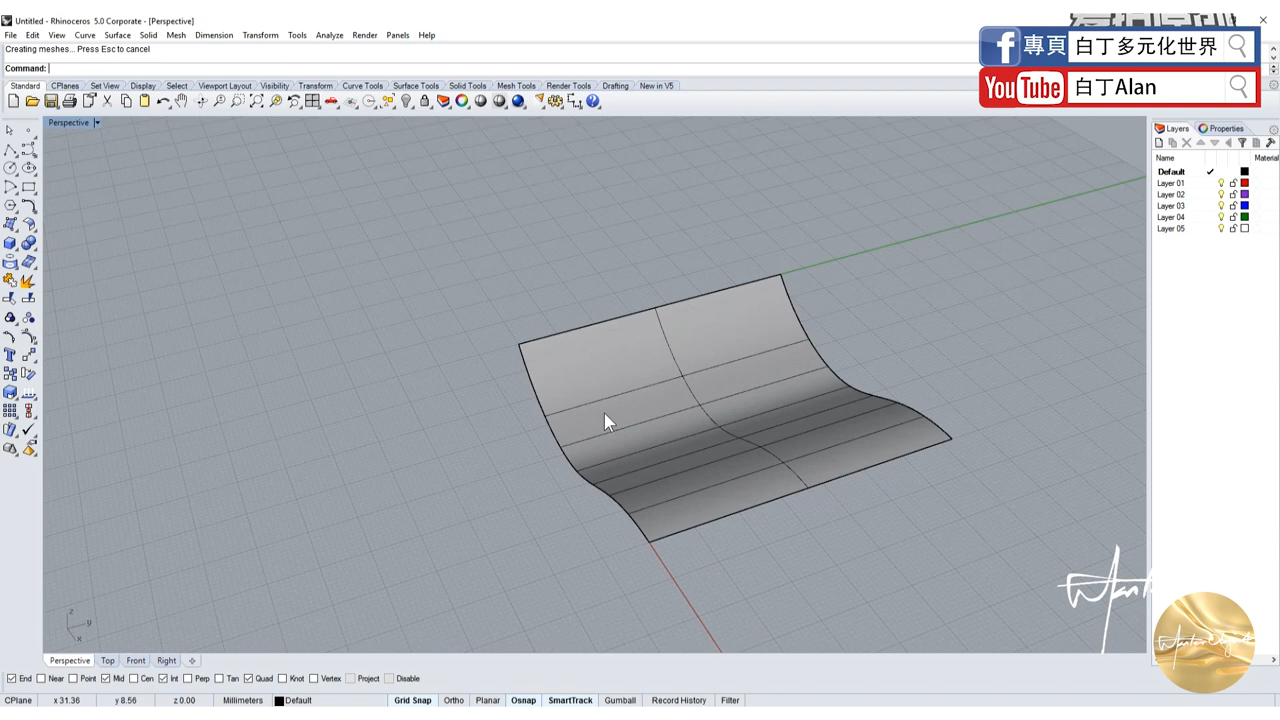 Untitled - Rhinoceros 5.0 Corporate - [Perspective]
File Edit View Curve Surface Solid Mesh Dimension Transform Tools Analyze Render Panels Help
Creating meshes... Press Esc to cancel
Command:
專頁 白丁多元化世界
YouTube 白丁Alan
Standard CPlanes Set View Display Select Viewport Layout Visibility Transform Curve Tools Surface Tools Solid Tools Mesh Tools Render Tools Drafting New in V5
Perspective
Layers Properties
Name Material
Default
Layer 01
Layer 02
Layer 03
Layer 04
Layer 05
z
y
x
Perspective Top Front Right
End Near Point Mid Cen Int Perp Tan Quad Knot Vertex Project Disable
CPlane x 31.36 y 8.56 z 0.00 Millimeters Default Grid Snap Ortho Planar Osnap SmartTrack Gumball Record History Filter